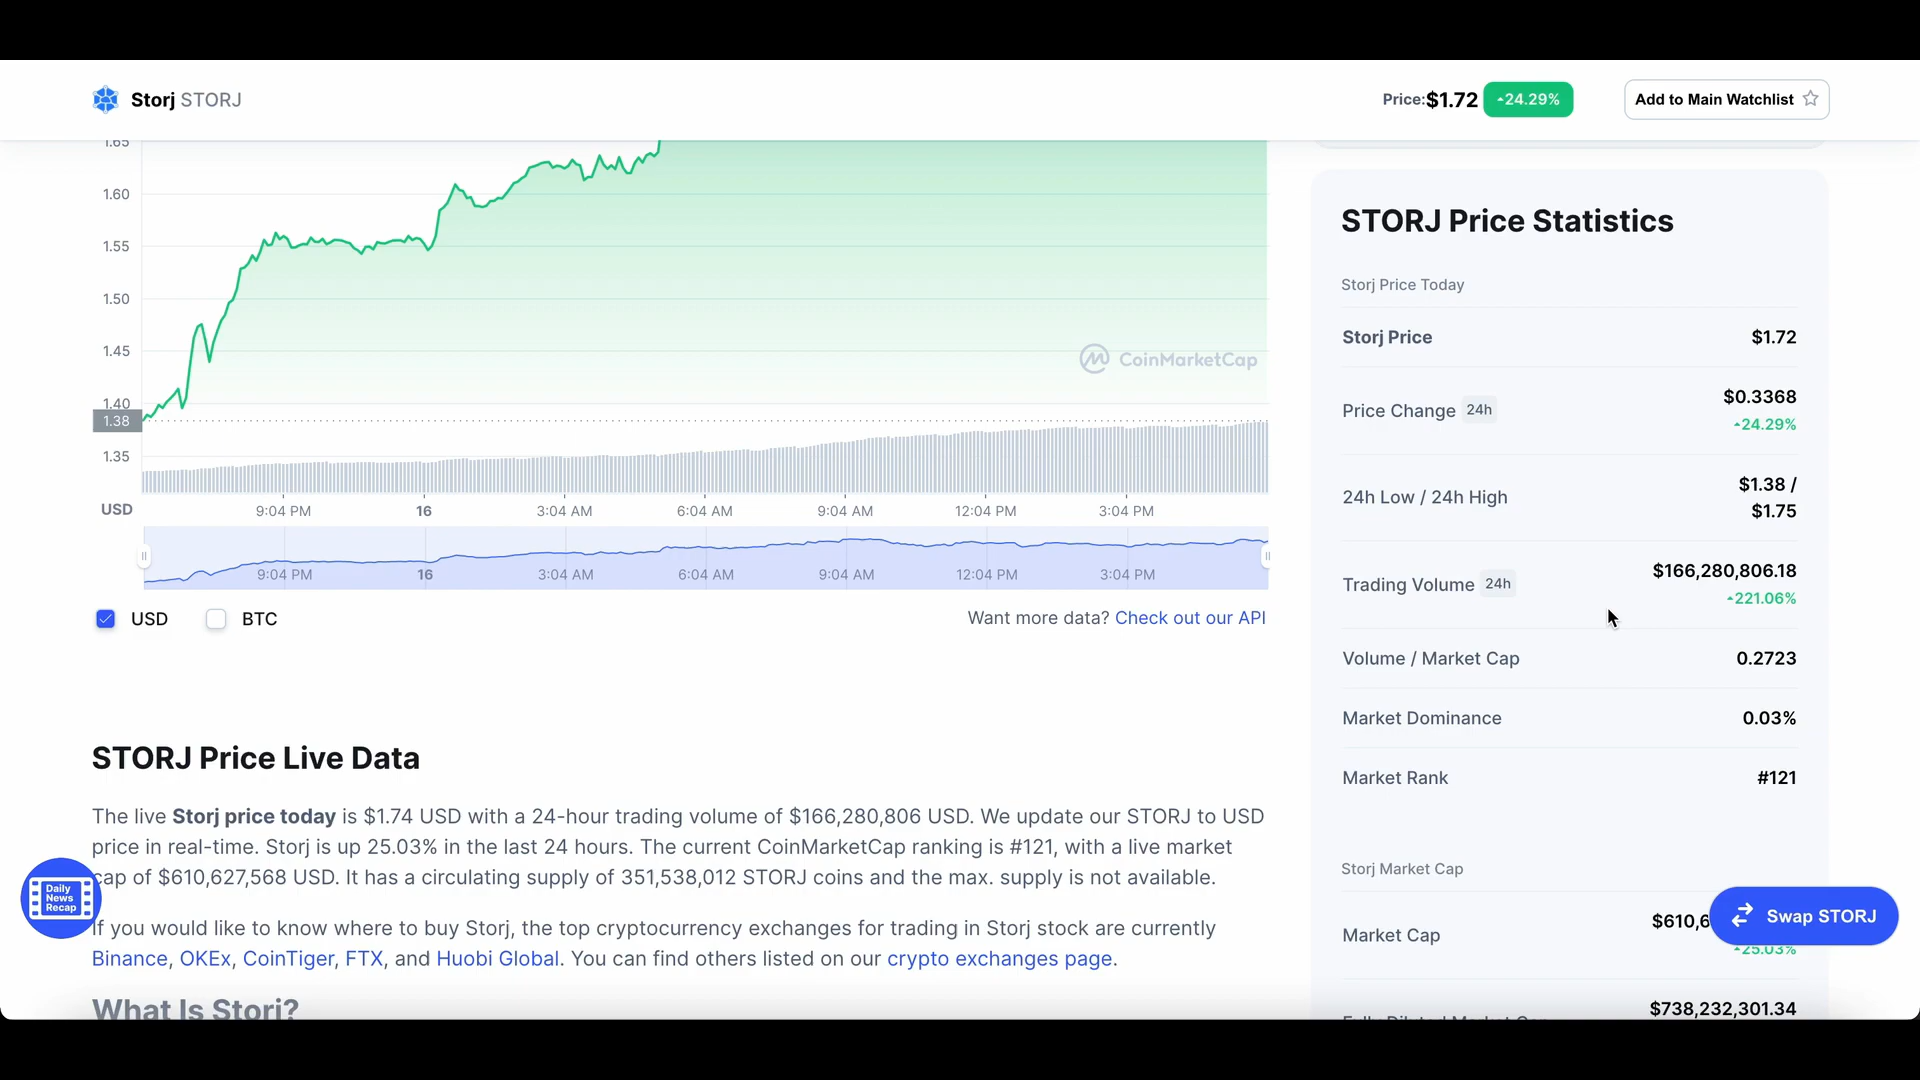 Storj STORJ
Price:$1.72
24.29%
Add to Main Watchlist
1.65
1.60
1.55
1.50
1.45
1.40
1.38
1.35
CoinMarketCap
USD
9:04 PM 16 3:04 AM 6:04 AM 9:04 AM 12:04 PM 3:04 PM
9:04 PM 16 3:04 AM 6:04 AM 9:04 AM 12:04 PM 3:04 PM
USD BTC
Want more data? Check out our API
STORJ Price Live Data
The live Storj price today is $1.74 USD with a 24-hour trading volume of $166,280,806 USD. We update our STORJ to USD
price in real-time. Storj is up 25.03% in the last 24 hours. The current CoinMarketCap ranking is #121, with a live market
cap of $610,627,568 USD. It has a circulating supply of 351,538,012 STORJ coins and the max. supply is not available.
If you would like to know where to buy Storj, the top cryptocurrency exchanges for trading in Storj stock are currently
Binance, OKEx, CoinTiger, FTX, and Huobi Global. You can find others listed on our crypto exchanges page.
What Is Storj?
Daily
News
Recap
STORJ Price Statistics
Storj Price Today
Storj Price $1.72
Price Change 24h $0.3368
24.29%
24h Low / 24h High $1.38 /
$1.75
Trading Volume 24h $166,280,806.18
221.06%
Volume / Market Cap 0.2723
Market Dominance 0.03%
Market Rank #121
Storj Market Cap
Market Cap $610,6
25.03%
Swap STORJ
$738,232,301.34